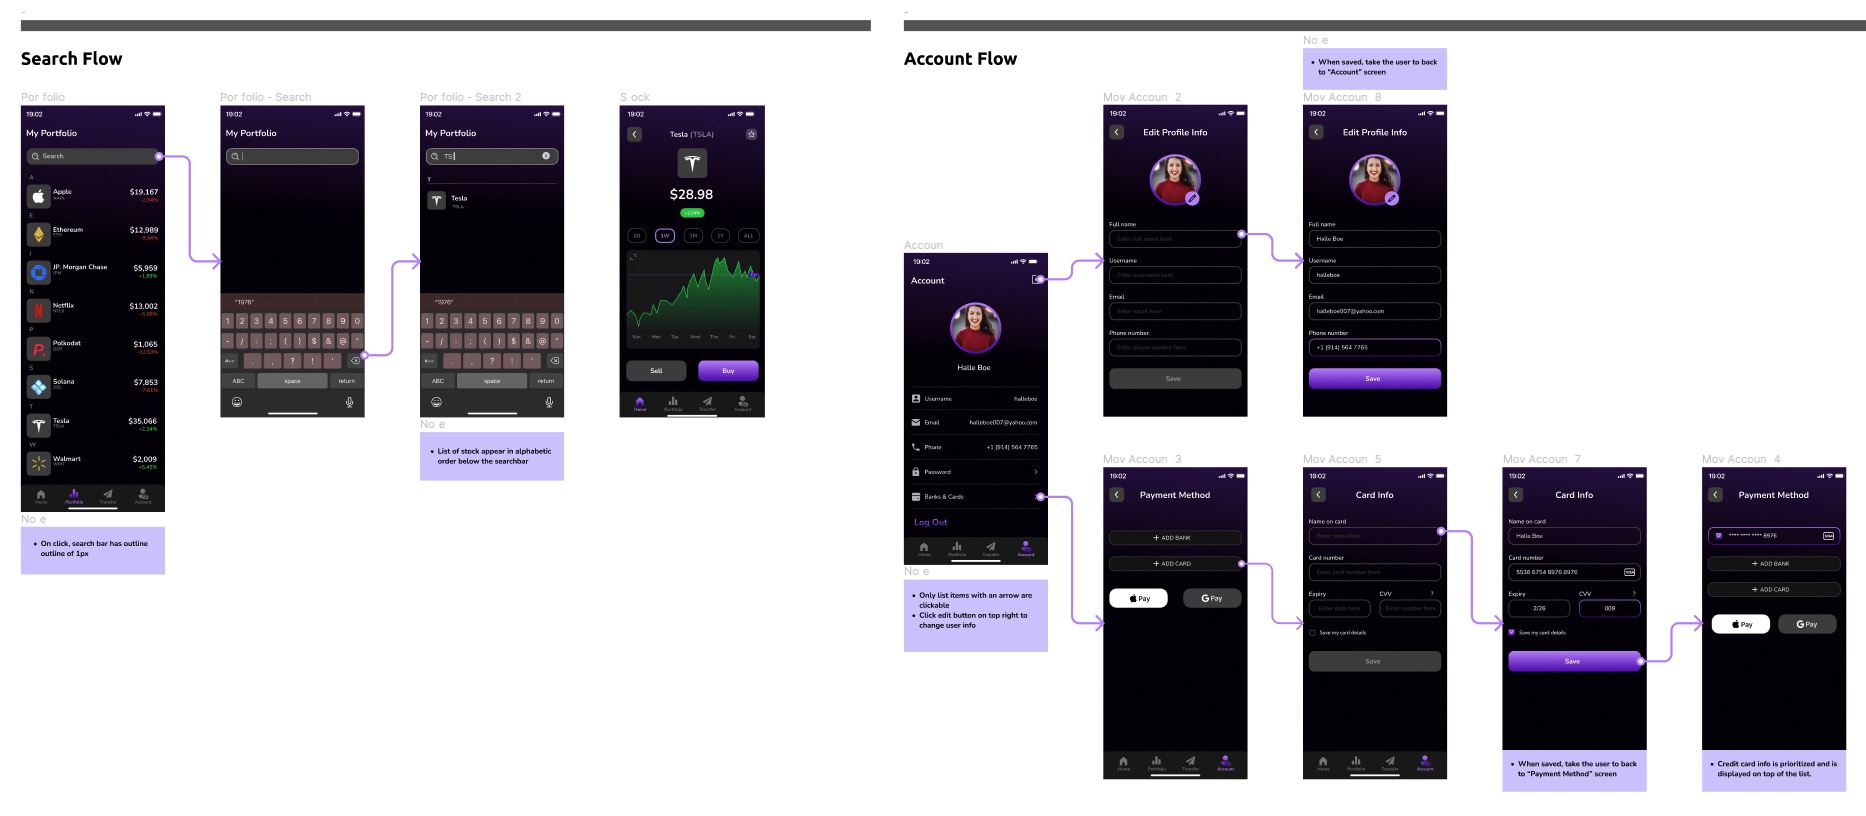 Search Flow
Por folio
19:02
My Portfolio
Search
A
Apple
AAPL
$19,167
-2.34%
E
Ethereum
ETH
$12,989
-9.34%
J
JP. Morgan Chase
JPM
$5,959
+1.99%
N
Netflix
NFLX
$13,002
P
Polkodat
DOT
$1,065
-12.53%
S
Solana
SOL
$7,853
-7.61%
T
Tesla
TSLA
$35,066
+2.34%
W
Walmart
WMT
$2,009
+5.45%
Home Portfolio Transfer Account
No e
On click, search bar has outline
outline of 1px
Por folio - Search
19:02
My Portfolio
"1976"
1 2 3 4 5 6 7 8 9 0
- / : ; ( ) $ & @ "
#+= . , ? ! '
ABC space return
Por folio - Search 2
19:02
My Portfolio
TS
T
Tesla
TSLA
"1976"
1 2 3 4 5 6 7 8 9 0
- / : ; ( ) $ & @ "
#+= . , ? ! '
ABC space return
No e
List of stock appear in alphabetic
order below the searchbar
S ock
19:02
Tesla (TSLA)
$28.98
+2.34%
1D 1W 3M 1Y ALL
Sun Mon Tue Wed Thu Fri Sat
Sell Buy
Home Portfolio Transfer Account
Account Flow
Accoun
19:02
Account
Halle Boe
Username halleboe
Email halleboe007@yahoo.com
Phone +1 (914) 564 7765
Password
Banks & Cards
Log Out
Home Portfolio Transfer Account
No e
Only list items with an arrow are
clickable
Click edit button on top right to
change user info
Mov Accoun 2
19:02
Edit Profile Info
Full name
Enter full name here
Username
Enter username here
Email
Enter email here
Phone number
Enter phone number here
Save
No e
When saved, take the user to back
to "Account" screen
Mov Accoun 8
19:02
Edit Profile Info
Full name
Halle Boe
Username
halleboe
Email
halleboe007@yahoo.com
Phone number
+1 (914) 564 7765
Save
Mov Accoun 3
19:02
Payment Method
+ ADD BANK
+ ADD CARD
Pay G Pay
Home Portfolio Transfer Account
Mov Accoun 5
19:02
Card Info
Name on card
Enter name here
Card number
Enter card number here
Expiry CVV ?
Enter date here Enter number here
Save my card details
Save
Home Portfolio Transfer Account
Mov Accoun 7
19:02
Card Info
Name on card
Halle Boe
Card number
5538 6754 8976 8976
VISA
Expiry CVV ?
2/26 009
Save my card details
Save
When saved, take the user to back
to "Payment Method" screen
Mov Accoun 4
19:02
Payment Method
**** **** **** 8976 VISA
+ ADD BANK
+ ADD CARD
Pay G Pay
Credit card info is prioritized and is
displayed on top of the list.